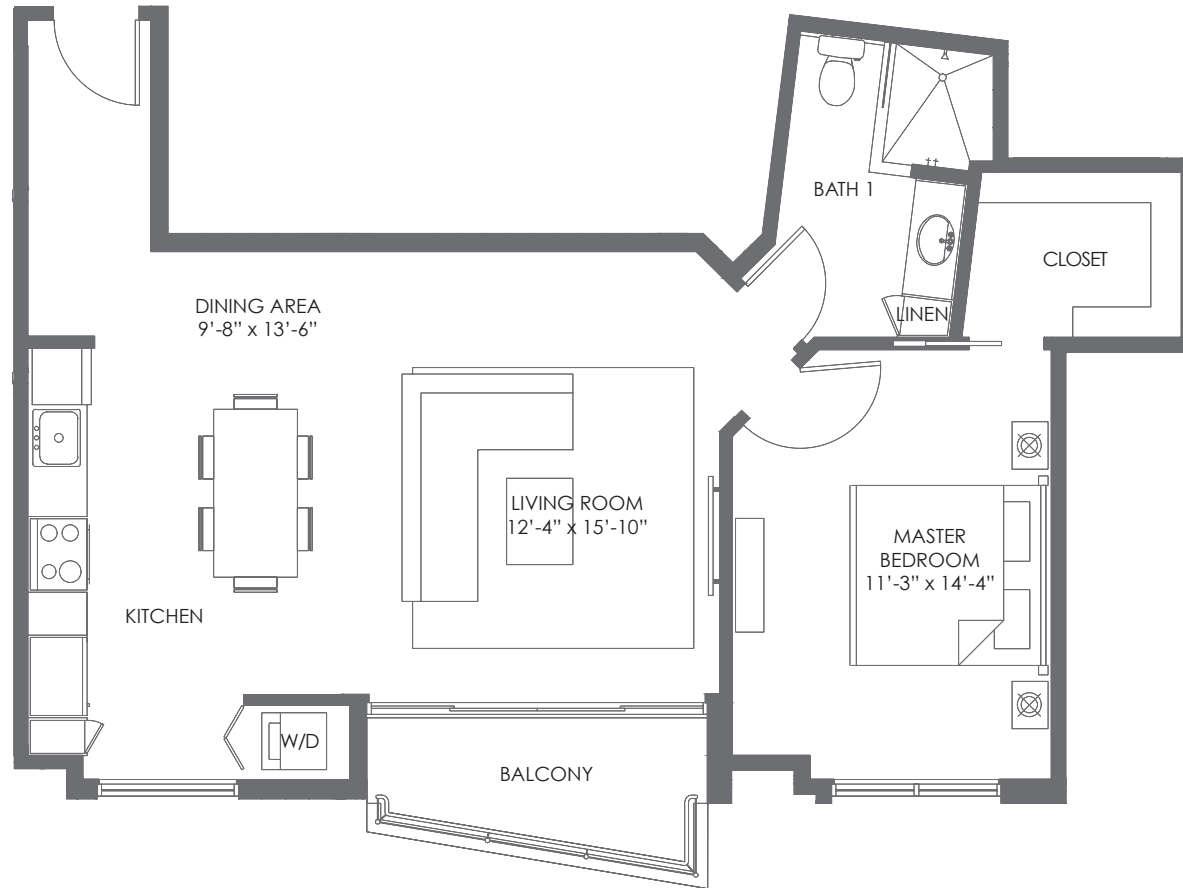 BATH 1
CLOSET
DINING AREA
9’-8” x 13’-6”
LINEN
LIVING ROOM
12’-4” x 15’-10”
MASTER
BEDROOM
11’-3” x 14’-4”
KITCHEN
W/D
BALCONY